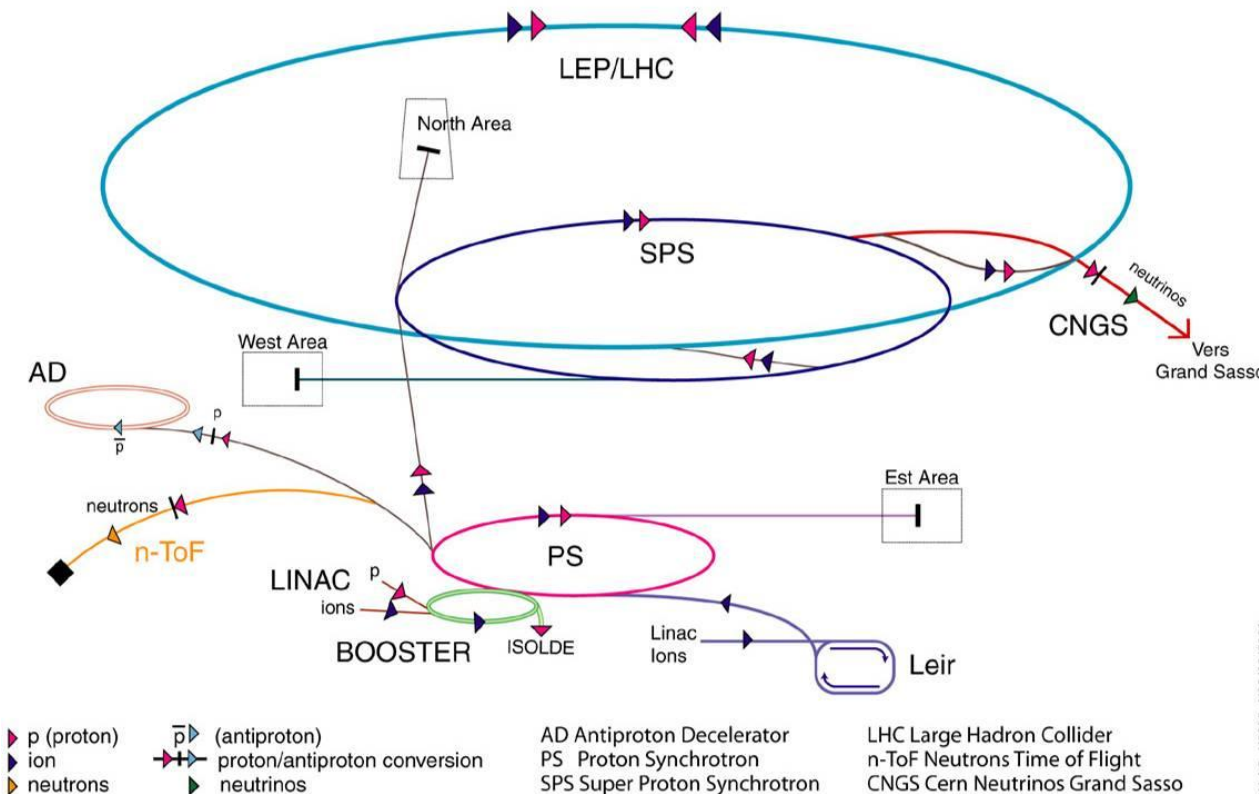 LEP/LHC
North Area
SPS
neutrinos
CNGS
Vers
Grand Sasso
West Area
AD
p
p̅
Est Area
neutrons
n-ToF
PS
LINAC
p
ions
BOOSTER
ISOLDE
Linac
Ions
Leir
p (proton)
ion
neutrons
p̅ (antiproton)
proton/antiproton conversion
neutrinos
AD Antiproton Decelerator
PS Proton Synchrotron
SPS Super Proton Synchrotron
LHC Large Hadron Collider
n-ToF Neutrons Time of Flight
CNGS Cern Neutrinos Grand Sasso